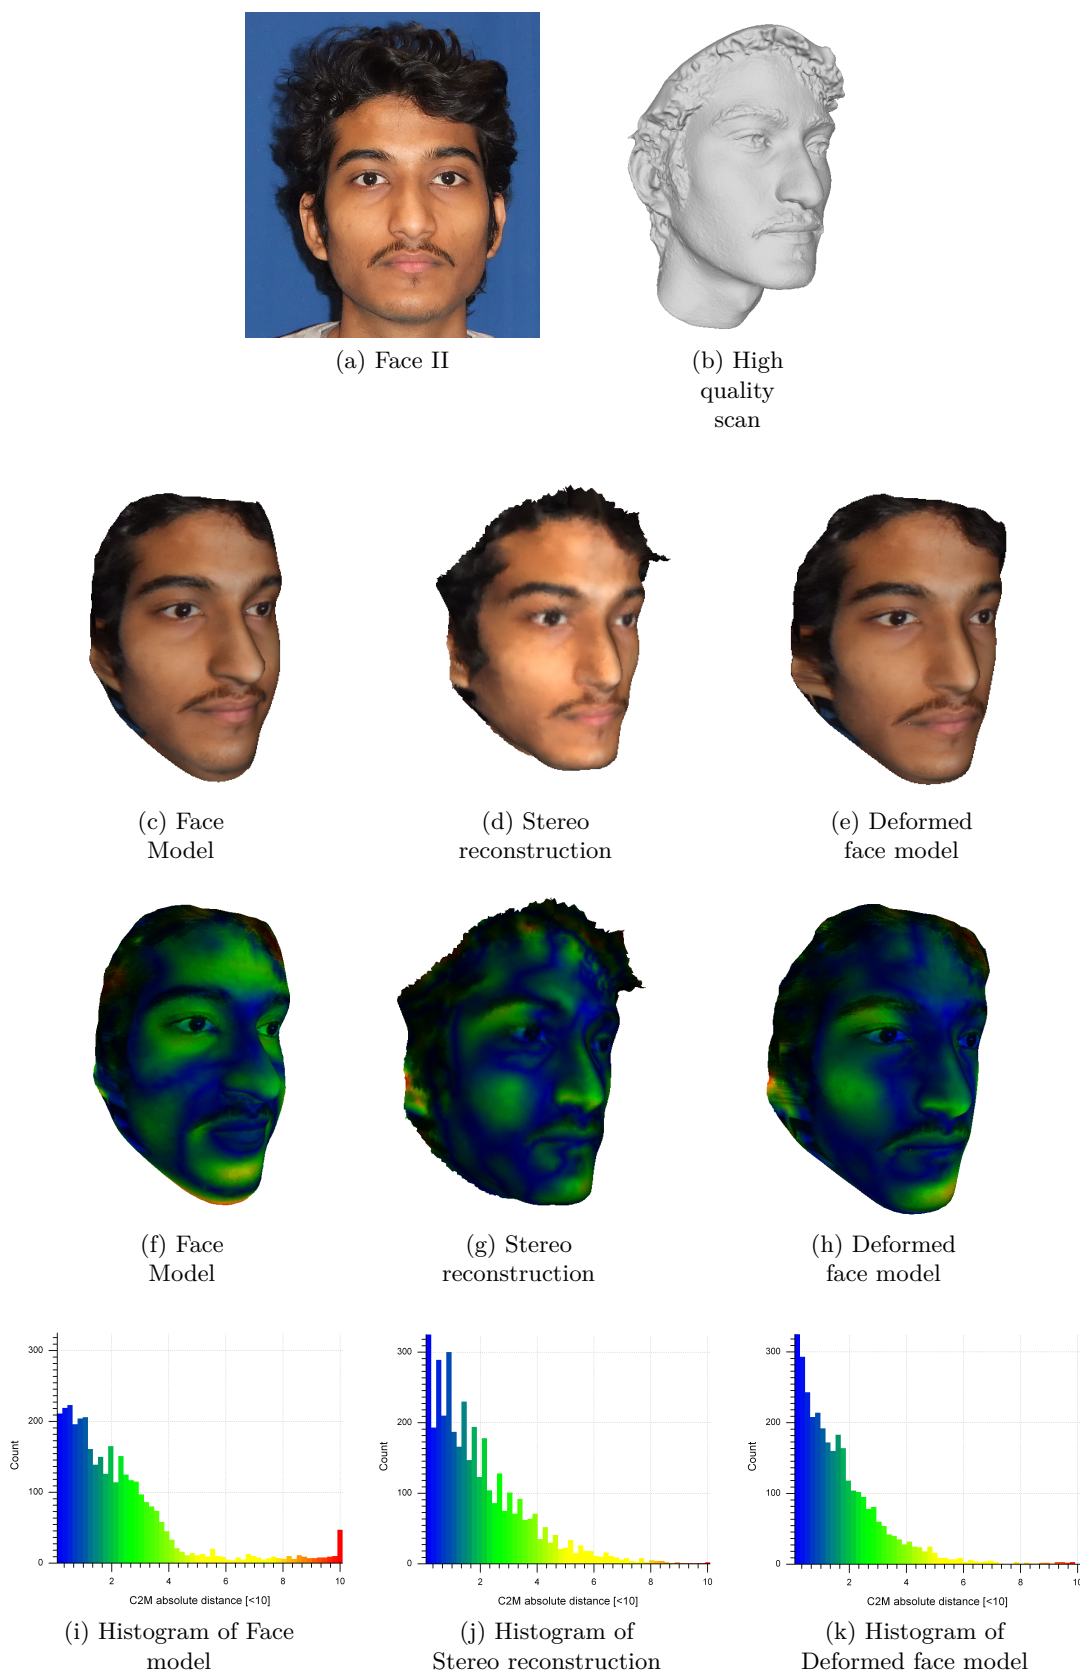 (a) Face II
(b) High
quality
scan
(c) Face
Model
(d) Stereo
reconstruction
(e) Deformed
face model
(f) Face
Model
(g) Stereo
reconstruction
(h) Deformed
face model
300
200
100
0
Count
2 4 6 8 10
C2M absolute distance [<10]
300
200
100
0
Count
2 4 6 8 10
C2M absolute distance [<10]
300
200
100
0
Count
2 4 6 8 10
C2M absolute distance [<10]
(i) Histogram of Face
model
(j) Histogram of
Stereo reconstruction
(k) Histogram of
Deformed face model